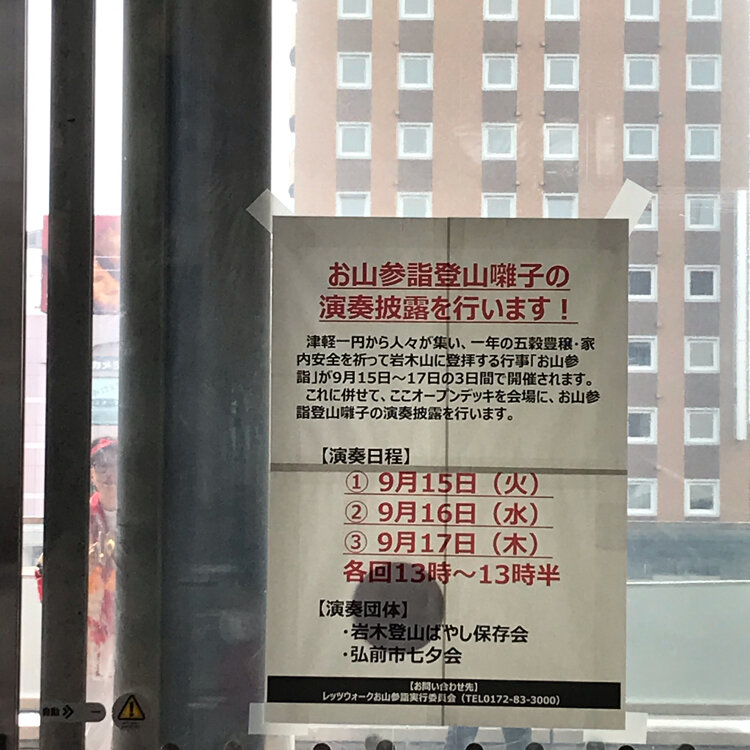 お山参詣登山囃子の
演奏披露を行います！
津軽一円から人々が集い、一年の五穀豊穣・家
内安全を祈って岩木山に登拝する行事｢お山参
詣｣が9月15日～17日の3日間で開催されます。
これに併せて、ここオープンデッキを会場に、お山参
詣登山囃子の演奏披露を行います。
【演奏日程】
① 9月15日（火）
② 9月16日（水）
③ 9月17日（木）
各回13時～13時半
【演奏団体】
・岩木登山ばやし保存会
・弘前市七夕会
【お問い合わせ先】
レッツウォークお山参詣実行委員会（TEL0172-83-3000）
自動